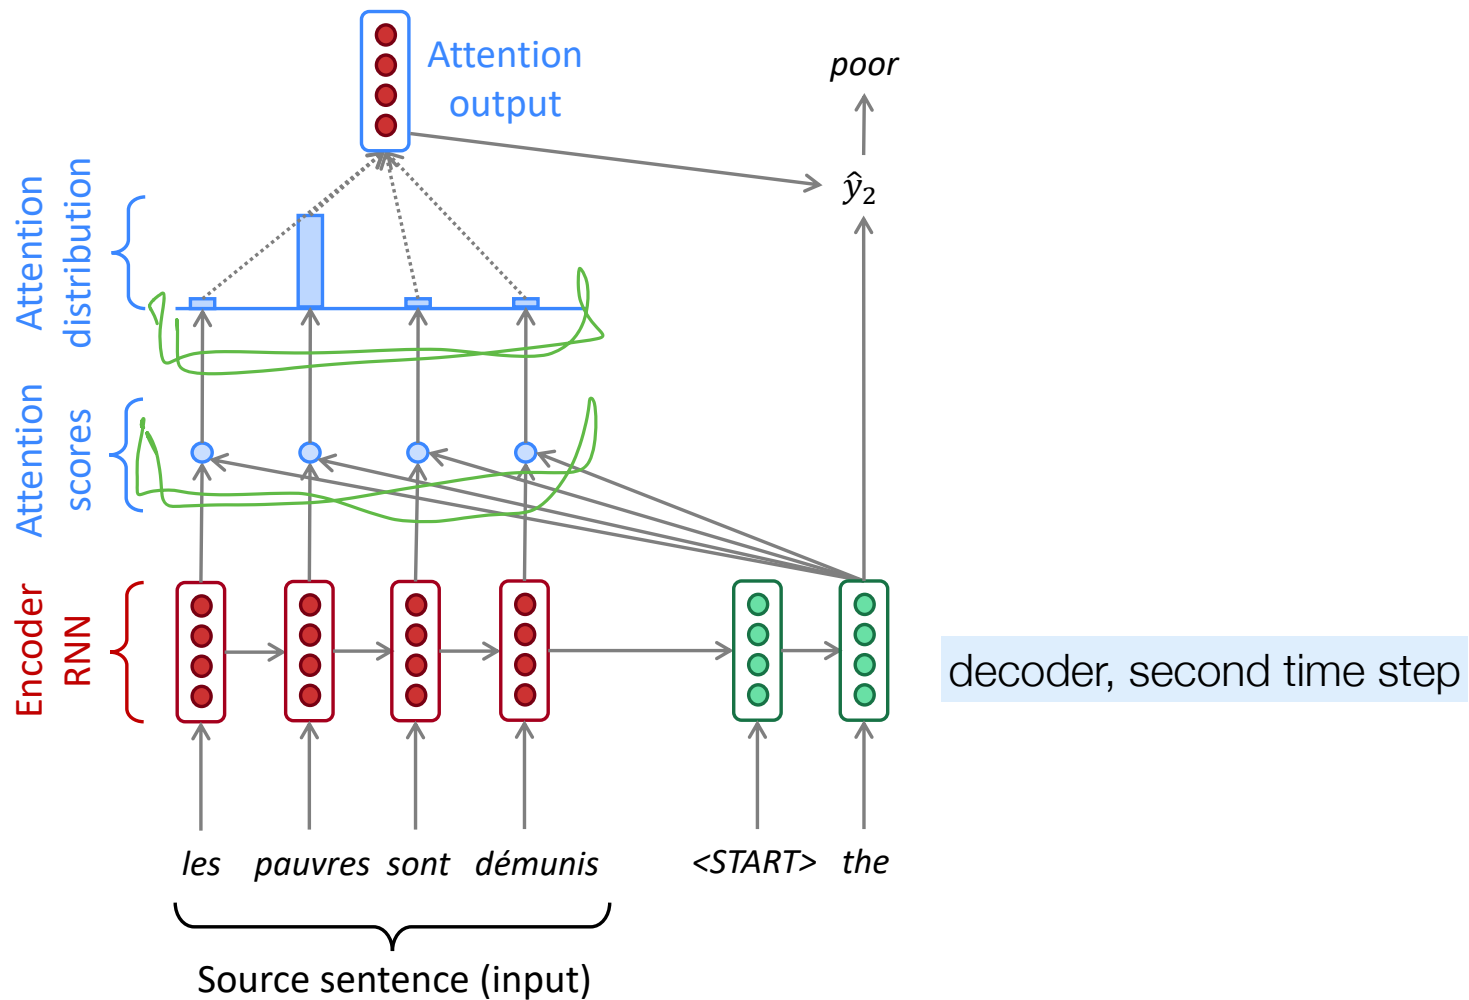 Attention
output
poor
ŷ₂
Attention
distribution
Attention
scores
Encoder
RNN
decoder, second time step
les pauvres sont démunis <START> the
Source sentence (input)